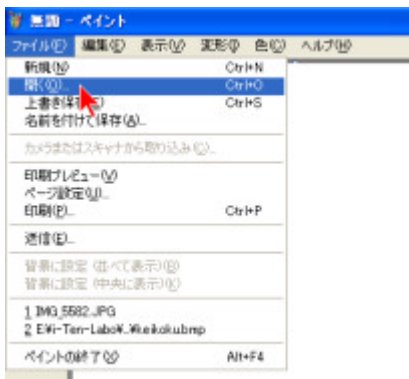 無題 - ペイント
ファイル(F) 編集(E) 表示(V) 変形(I) 色(C) ヘルプ(H)
新規(N) Ctrl+N
開く(O)... Ctrl+O
上書き保存(S) Ctrl+S
名前を付けて保存(A)...
カメラまたはスキャナから取り込み(C)...
印刷プレビュー(V)
ページ設定(U)...
印刷(P)... Ctrl+P
送信(E)...
背景に設定 (並べて表示)(B)
背景に設定 (中央に表示)(K)
1 IMG_5582.JPG
2 E:¥i-Ten-Labo¥..¥keikoku.bmp
ペイントの終了(X) Alt+F4